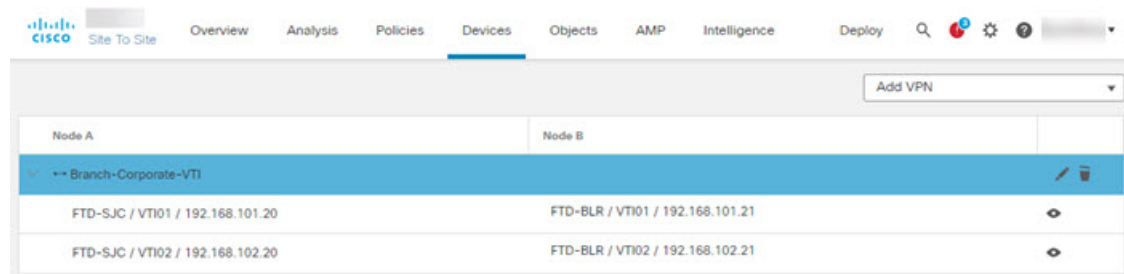 CISCO Site To Site Overview Analysis Policies Devices Objects AMP Intelligence Deploy 3
Add VPN
Node A Node B
Branch-Corporate-VTI
FTD-SJC / VTI01 / 192.168.101.20 FTD-BLR / VTI01 / 192.168.101.21
FTD-SJC / VTI02 / 192.168.102.20 FTD-BLR / VTI02 / 192.168.102.21